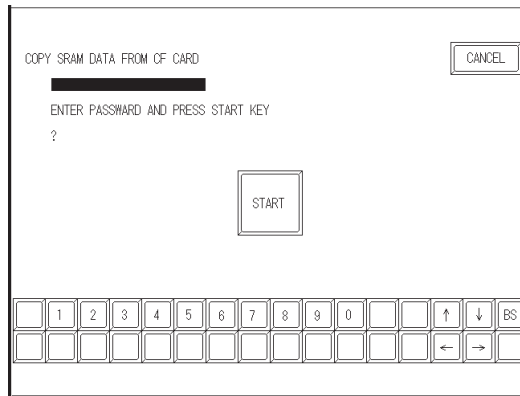 COPY SRAM DATA FROM CF CARD
CANCEL
ENTER PASSWARD AND PRESS START KEY
?
START
1 2 3 4 5 6 7 8 9 0 ↑ ↓ BS
← →